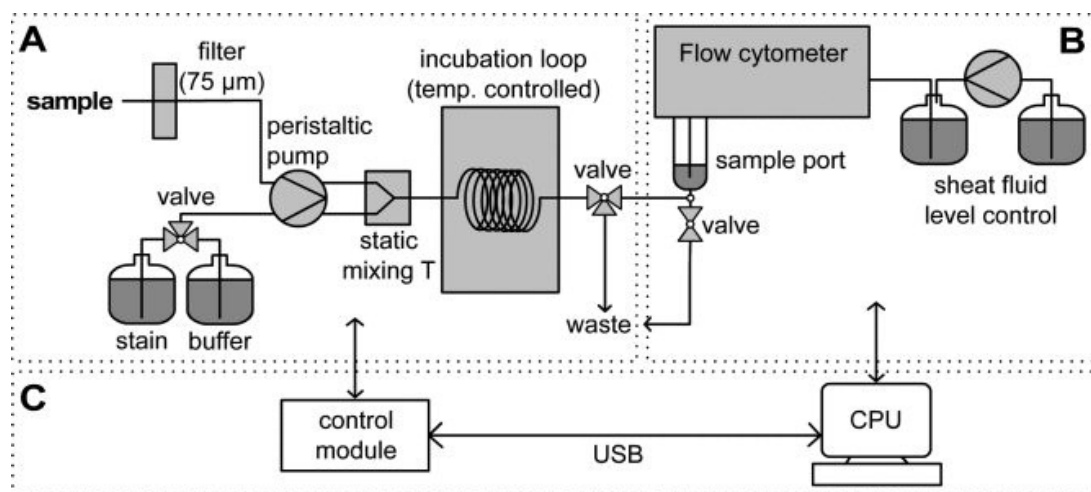 A
filter
(75 µm)
sample
peristaltic
pump
valve
stain
buffer
static
mixing T
incubation loop
(temp. controlled)
valve
waste
B
Flow cytometer
sample port
valve
sheat fluid
level control
C
control
module
USB
CPU